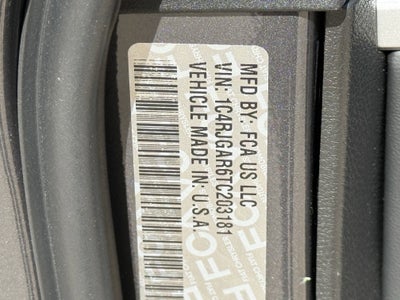 MFD BY: FCA US LLC
VIN: 1C4RJGAR6TC203181
VEHICLE MADE IN: U.S.A.